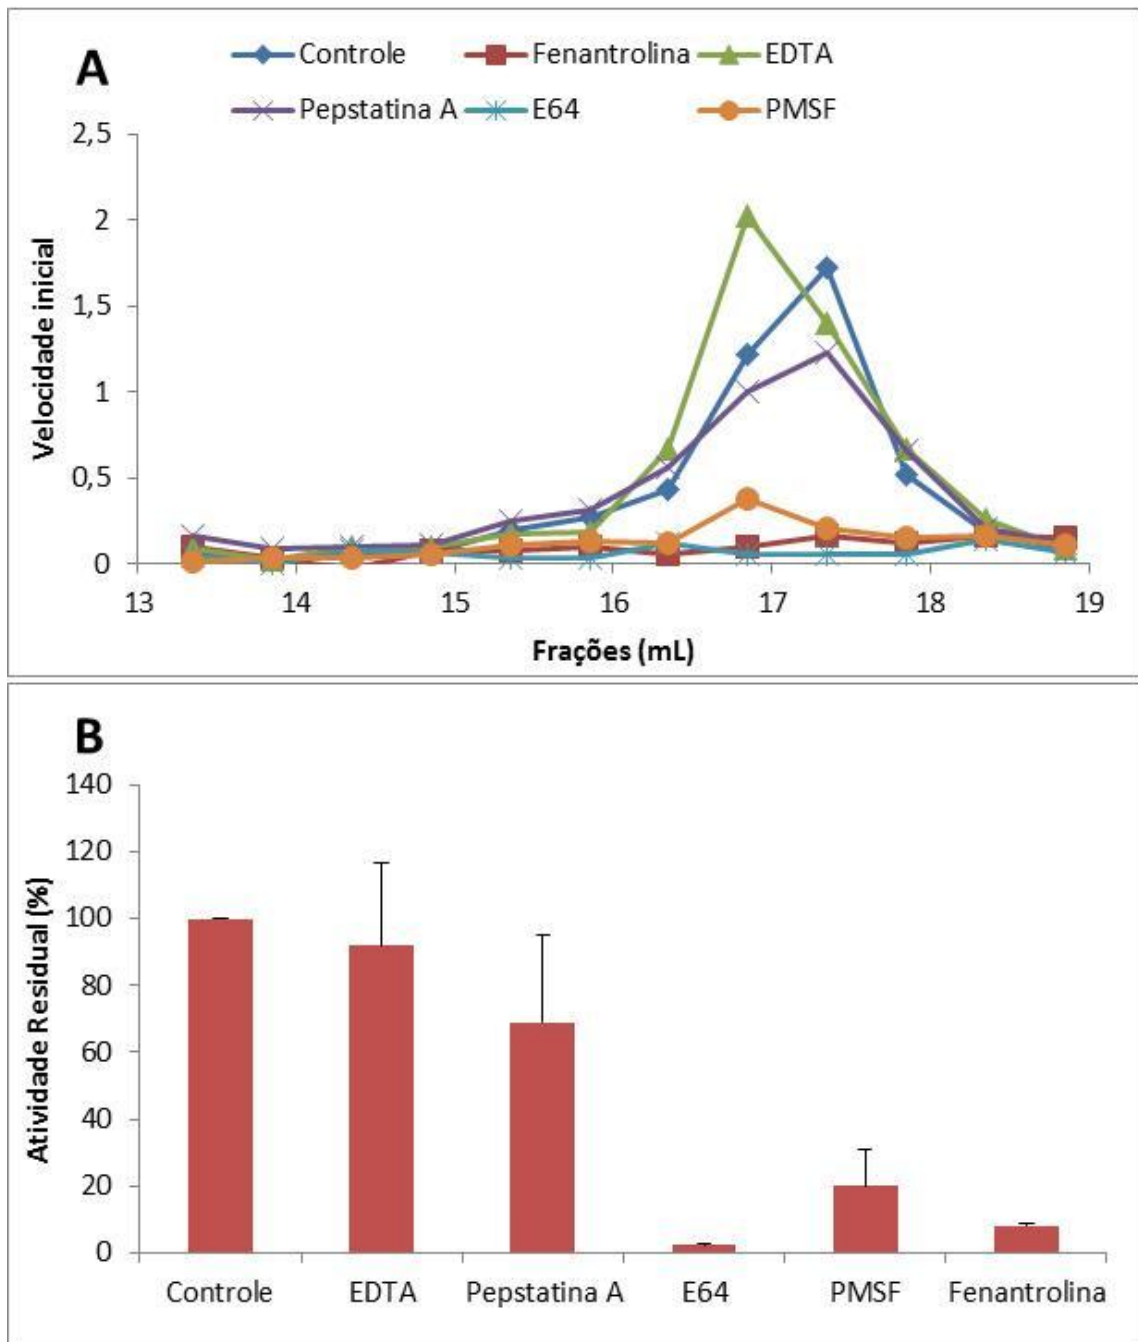 A
Controle Fenantrolina EDTA
Pepstatina A E64 PMSF
2,5
2
1,5
1
0,5
0
Velocidade inicial
13 14 15 16 17 18 19
Frações (mL)
B
140
120
100
80
60
40
20
0
Atividade Residual (%)
Controle EDTA Pepstatina A E64 PMSF Fenantrolina